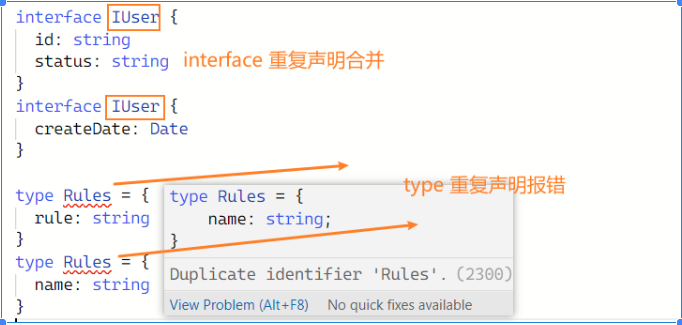 interface IUser {
id: string
status: string
interface 重复声明合并
}
interface IUser {
createDate: Date
}
type Rules = {
rule: string
}
type Rules = {
name: string
}
type 重复声明报错
type Rules = {
name: string;
}
Duplicate identifier 'Rules'. (2300)
View Problem (Alt+F8) No quick fixes available